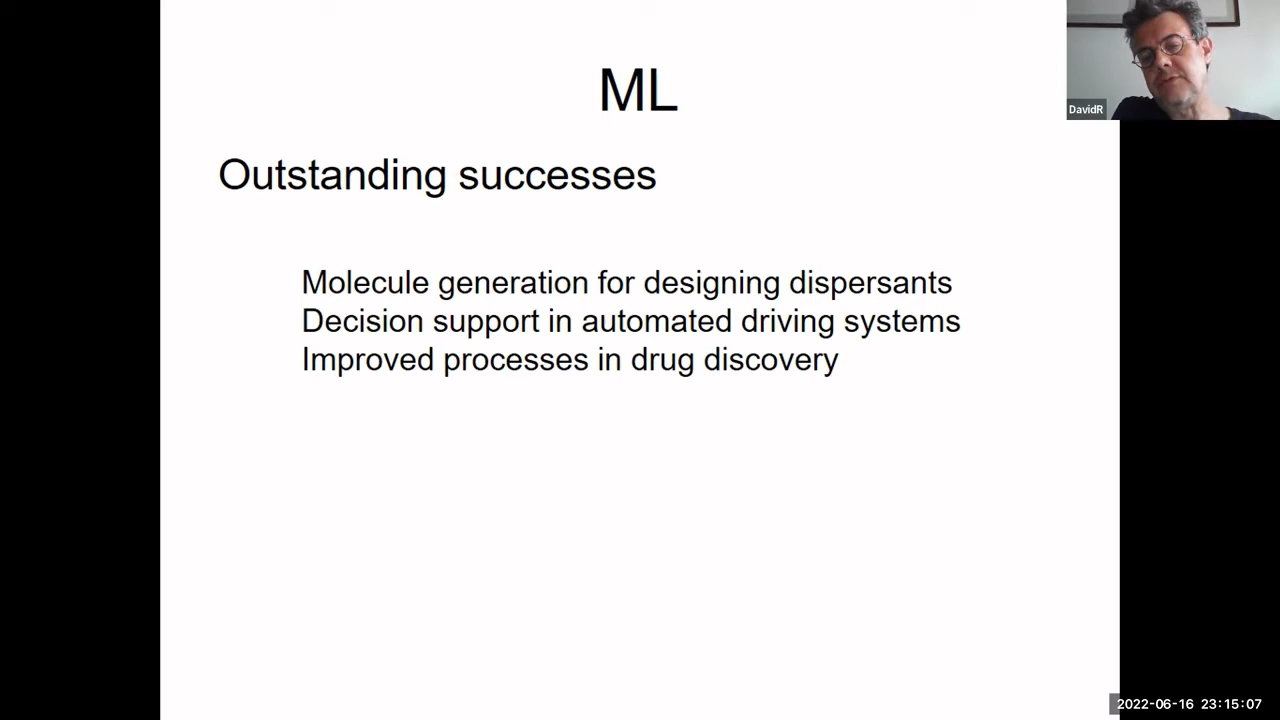 ML
DavidR
Outstanding successes
Molecule generation for designing dispersants
Decision support in automated driving systems
Improved processes in drug discovery
2022-06-16 23:15:07